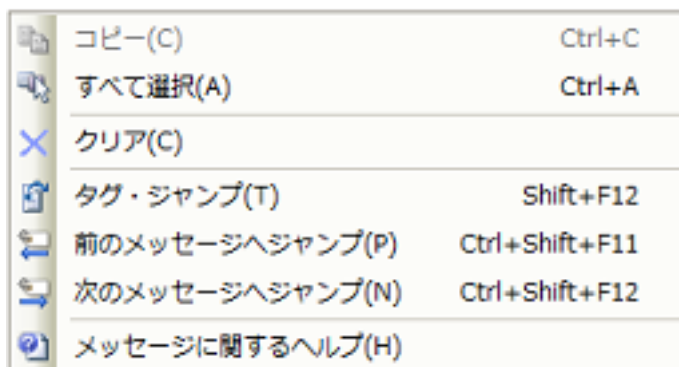 コピー(C) Ctrl+C
すべて選択(A) Ctrl+A
クリア(C)
タグ・ジャンプ(T) Shift+F12
前のメッセージへジャンプ(P) Ctrl+Shift+F11
次のメッセージへジャンプ(N) Ctrl+Shift+F12
メッセージに関するヘルプ(H)